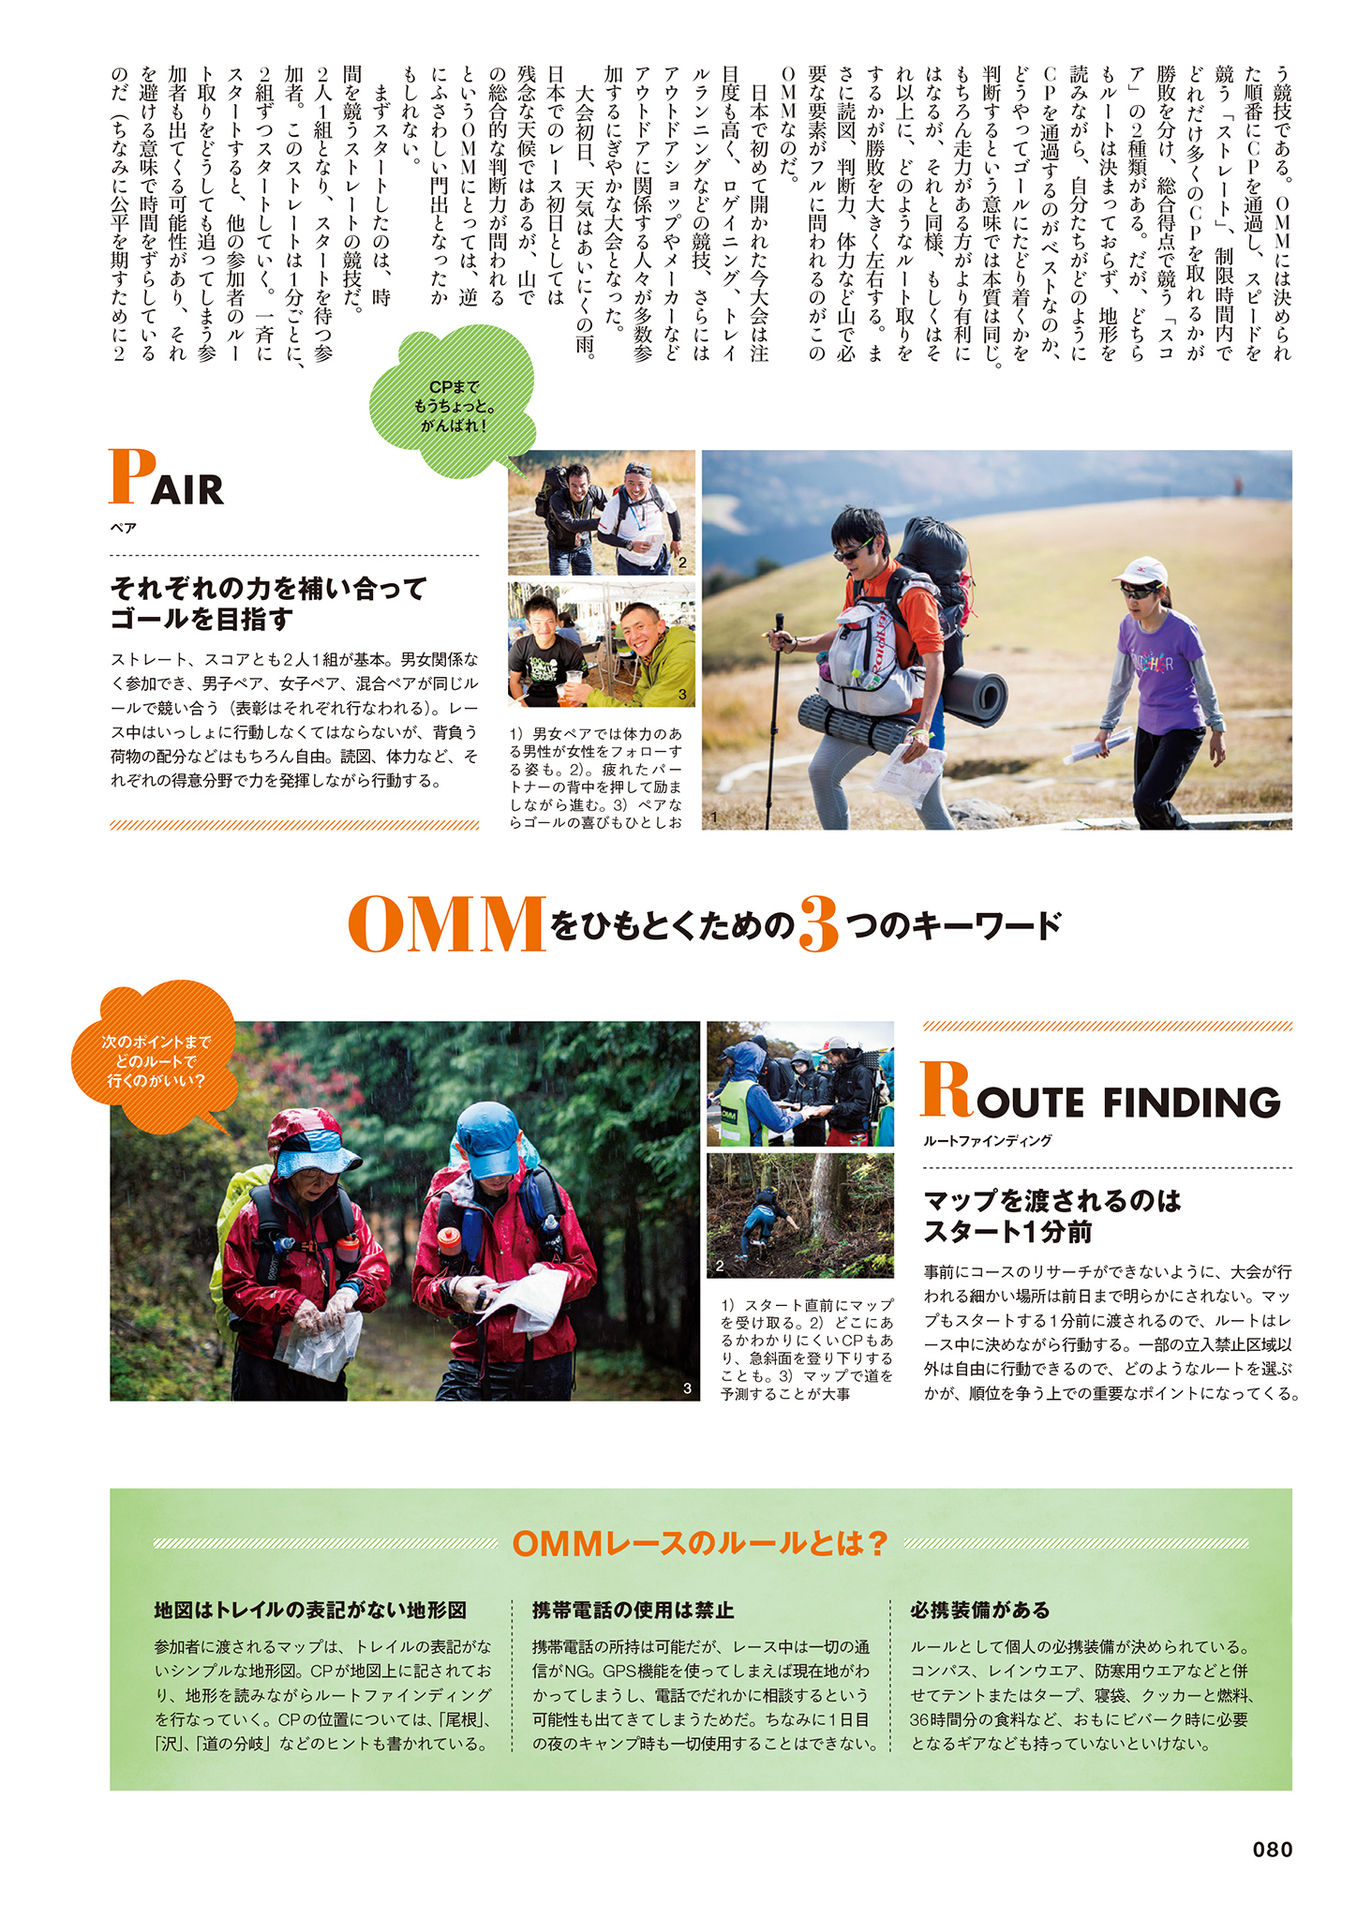 う競技である。OMMには決められ
た順番にCPを通過し、スピードを
競う「ストレート」、制限時間内で
どれだけ多くのCPを取れるかが
勝敗を分け、総合得点で競う「スコ
ア」の2種類がある。だが、どちら
もルートは決まっておらず、地形を
読みながら、自分たちがどのように
CPを通過するのがベストなのか、
どうやってゴールにたどり着くかを
判断するという意味では本質は同じ。
もちろん走力がある方がより有利に
はなるが、それと同様、もしくはそ
れ以上に、どのようなルート取りを
するかが勝敗を大きく左右する。ま
さに読図、判断力、体力など山で必
要な要素がフルに問われるのがこの
OMMなのだ。
日本で初めて開かれた今大会は注
目度も高く、ロゲイニング、トレイ
ルランニングなどの競技、さらには
アウトドアショップやメーカーなど
アウトドアに関係する人々が多数参
加するにぎやかな大会となった。
大会初日、天気はあいにくの雨。
日本でのレース初日としては
残念な天候ではあるが、山で
の総合的な判断力が問われる
というOMMにとっては、逆
にふさわしい門出となったか
もしれない。
まずスタートしたのは、時
間を競うストレートの競技だ。
2人1組となり、スタートを待つ参
加者。このストレートは1分ごとに、
2組ずつスタートしていく。一斉に
スタートすると、他の参加者のルー
ト取りをどうしても追ってしまう参
加者も出てくる可能性があり、それ
を避ける意味で時間をずらしている
のだ（ちなみに公平を期すために2
CPまで
もうちょっと。
がんばれ！
PAIR
ペア
それぞれの力を補い合って
ゴールを目指す
ストレート、スコアとも2人1組が基本。男女関係な
く参加でき、男子ペア、女子ペア、混合ペアが同じル
ールで競い合う（表彰はそれぞれ行なわれる）。レー
ス中はいっしょに行動しなくてはならないが、背負う
荷物の配分などはもちろん自由。読図、体力など、そ
れぞれの得意分野で力を発揮しながら行動する。
2
3
1）男女ペアでは体力のあ
る男性が女性をフォローす
る姿も。2）。疲れたパー
トナーの背中を押して励ま
しながら進む。3）ペアな
らゴールの喜びもひとしお
RaidLight
1
OMMをひもとくための3つのキーワード
次のポイントまで
どのルートで
行くのがいい？
3
OMM
2
1）スタート直前にマップ
を受け取る。2）どこにあ
るかわかりにくいCPもあ
り、急斜面を登り下りする
ことも。3）マップで道を
予測することが大事
ROUTE FINDING
ルートファインディング
マップを渡されるのは
スタート1分前
事前にコースのリサーチができないように、大会が行
われる細かい場所は前日まで明らかにされない。マッ
プもスタートする1分前に渡されるので、ルートはレ
ース中に決めながら行動する。一部の立入禁止区域以
外は自由に行動できるので、どのようなルートを選ぶ
かが、順位を争う上での重要なポイントになってくる。
OMMレースのルールとは？
地図はトレイルの表記がない地形図
参加者に渡されるマップは、トレイルの表記がな
いシンプルな地形図。CPが地図上に記されてお
り、地形を読みながらルートファインディング
を行なっていく。CPの位置については、「尾根」、
「沢」、「道の分岐」などのヒントも書かれている。
携帯電話の使用は禁止
携帯電話の所持は可能だが、レース中は一切の通
信がNG。GPS機能を使ってしまえば現在地がわ
かってしまうし、電話でだれかに相談するという
可能性も出てきてしまうためだ。ちなみに1日目
の夜のキャンプ時も一切使用することはできない。
必携装備がある
ルールとして個人の必携装備が決められている。
コンパス、レインウエア、防寒用ウエアなどと併
せてテントまたはタープ、寝袋、クッカーと燃料、
36時間分の食料など、おもにビバーク時に必要
となるギアなども持っていないといけない。
080